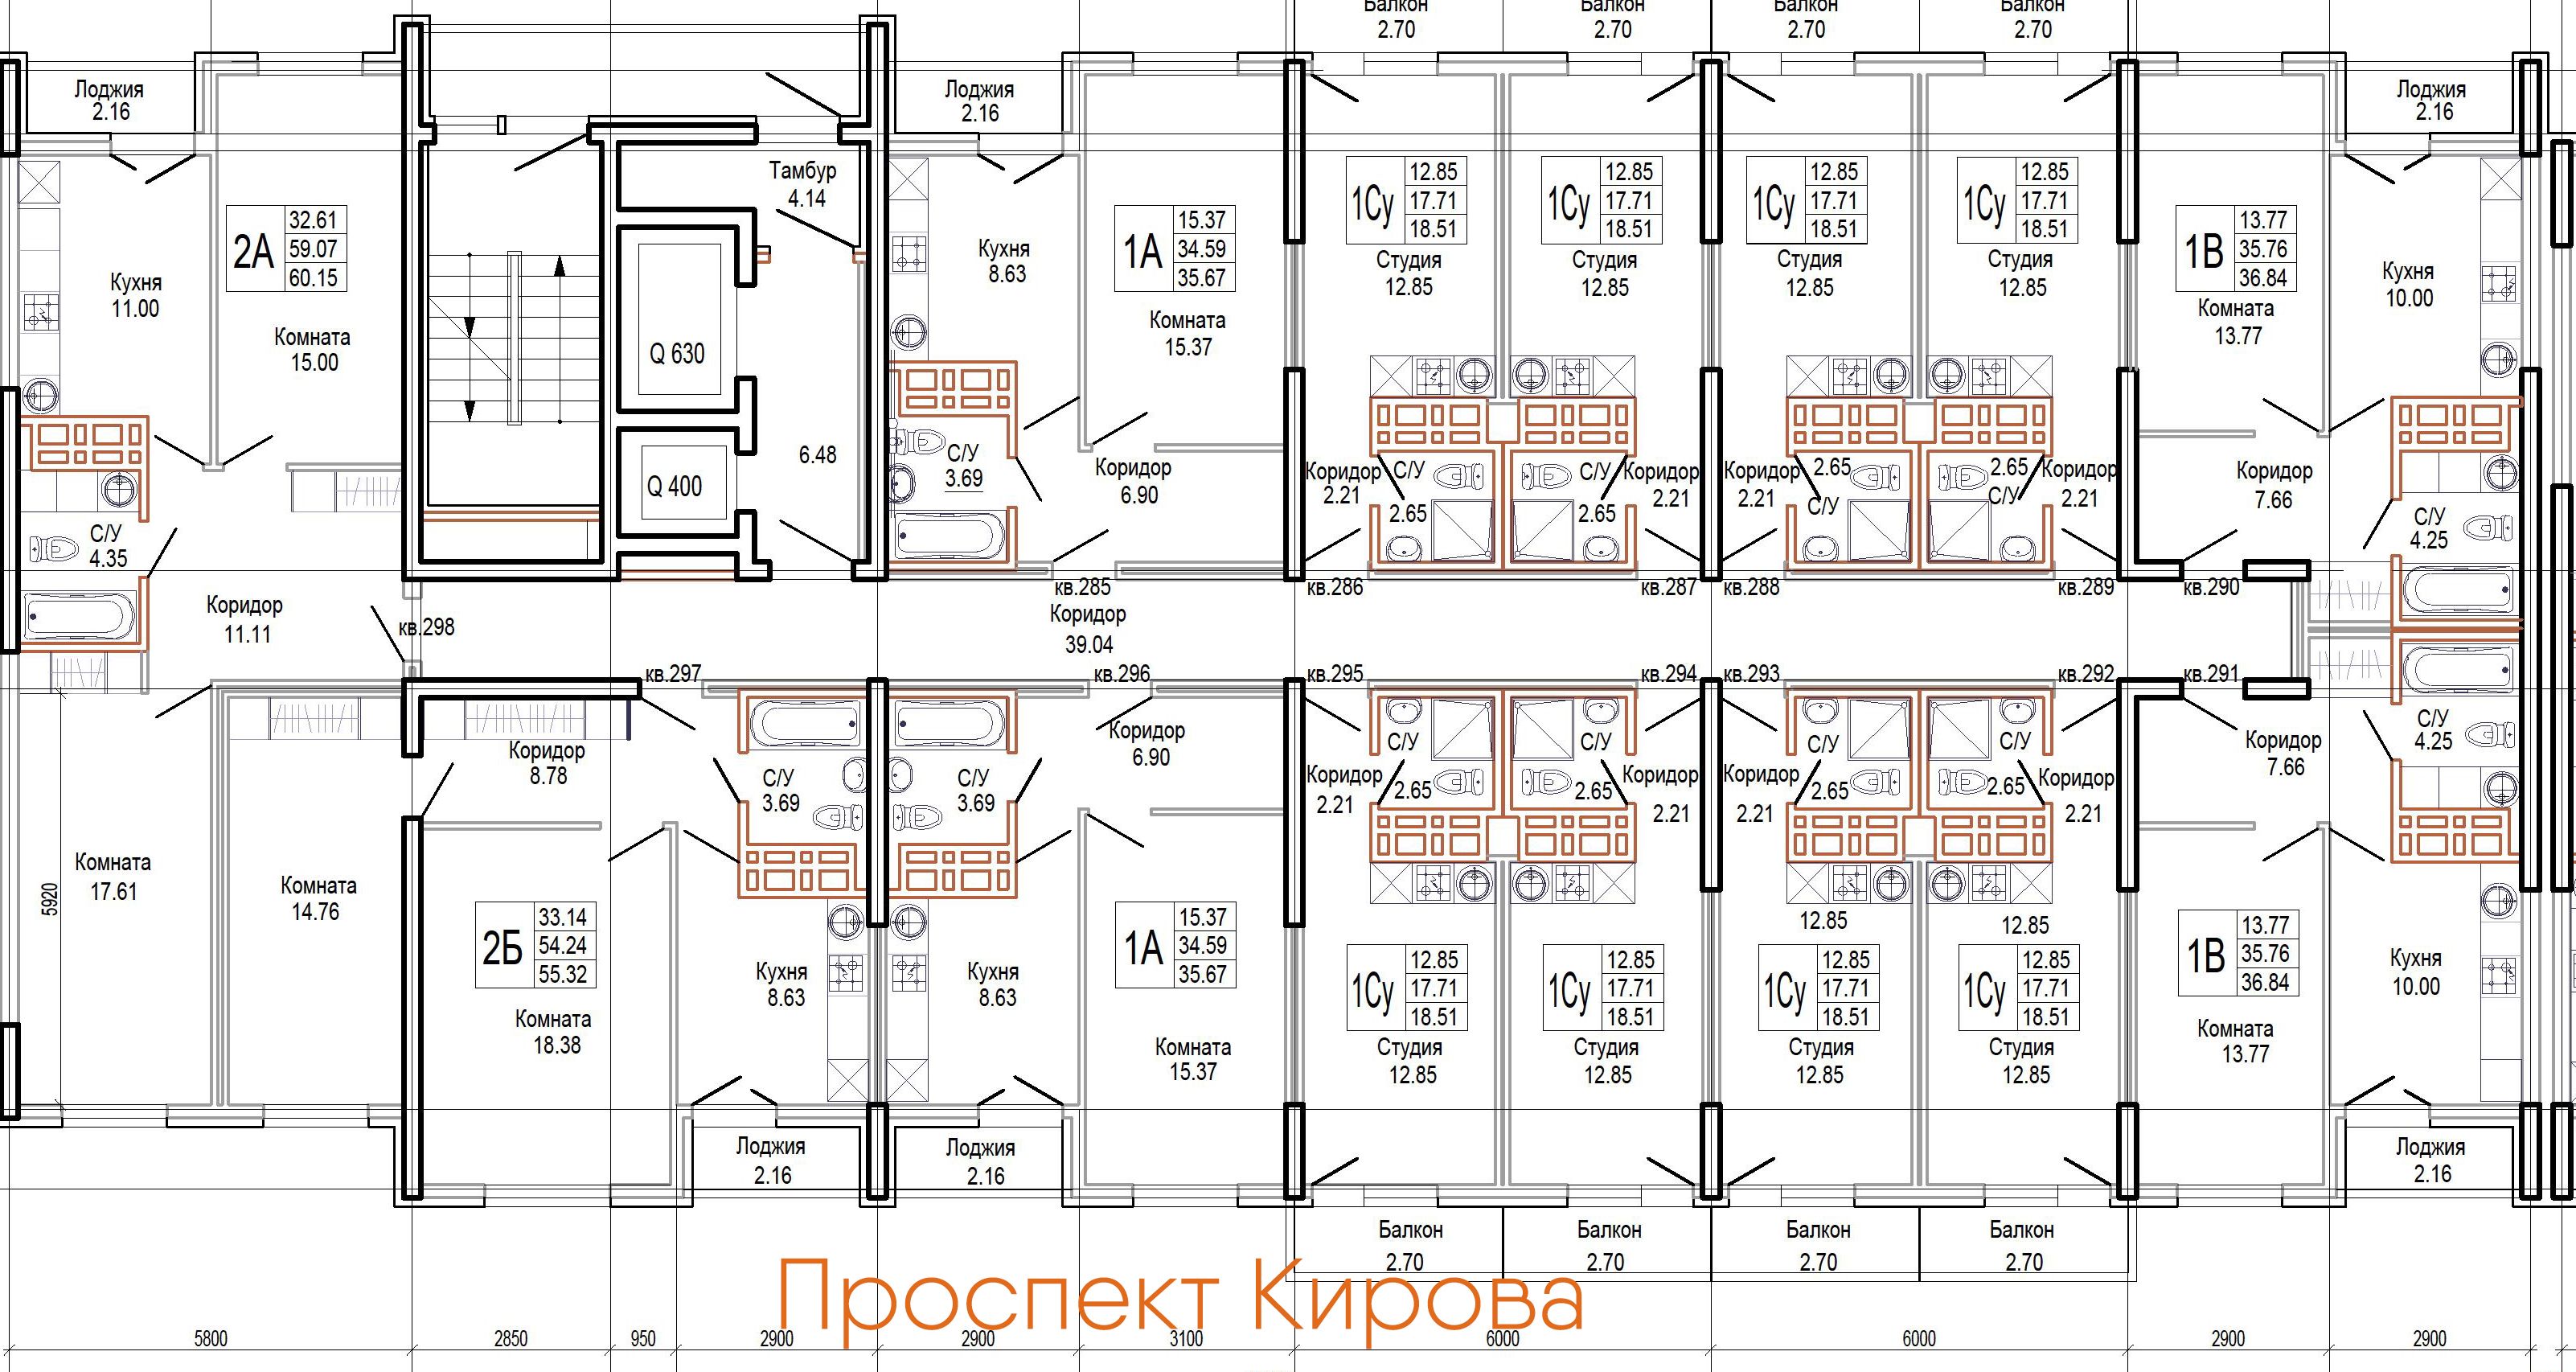 Балкон
2.70
Балкон
2.70
Балкон
2.70
Балкон
2.70
Лоджия
2.16
Лоджия
2.16
Лоджия
2.16
Тамбур
4.14
2А
32.61
59.07
60.15
Кухня
11.00
Комната
15.00
Q 630
Q 400
6.48
Кухня
8.63
1А
15.37
34.59
35.67
Комната
15.37
1Су
12.85
17.71
18.51
Студия
12.85
1Су
12.85
17.71
18.51
Студия
12.85
1Су
12.85
17.71
18.51
Студия
12.85
1Су
12.85
17.71
18.51
Студия
12.85
1В
13.77
35.76
36.84
Комната
13.77
Кухня
10.00
С/У
4.35
С/У
3.69
Коридор
6.90
Коридор
2.21
С/У
2.65
С/У
2.65
Коридор
2.21
Коридор
2.21
2.65
С/У
2.65
С/У
Коридор
2.21
Коридор
7.66
С/У
4.25
Коридор
11.11
кв.298
кв.285
кв.286
кв.287
кв.288
кв.289
кв.290
Коридор
39.04
кв.297
кв.296
кв.295
кв.294
кв.293
кв.292
кв.291
Коридор
8.78
С/У
3.69
С/У
3.69
Коридор
6.90
Коридор
2.21
С/У
2.65
С/У
2.65
Коридор
2.21
Коридор
2.21
С/У
2.65
С/У
2.65
Коридор
2.21
Коридор
7.66
С/У
4.25
5920
Комната
17.61
Комната
14.76
2Б
33.14
54.24
55.32
Комната
18.38
Кухня
8.63
Кухня
8.63
1А
15.37
34.59
35.67
Комната
15.37
1Су
12.85
17.71
18.51
Студия
12.85
1Су
12.85
17.71
18.51
Студия
12.85
12.85
1Су
12.85
17.71
18.51
Студия
12.85
12.85
1Су
12.85
17.71
18.51
Студия
12.85
1В
13.77
35.76
36.84
Комната
13.77
Кухня
10.00
Лоджия
2.16
Лоджия
2.16
Лоджия
2.16
Балкон
2.70
Балкон
2.70
Балкон
2.70
Балкон
2.70
Проспект Кирова
5800
2850
950
2900
2900
3100
6000
6000
2900
2900